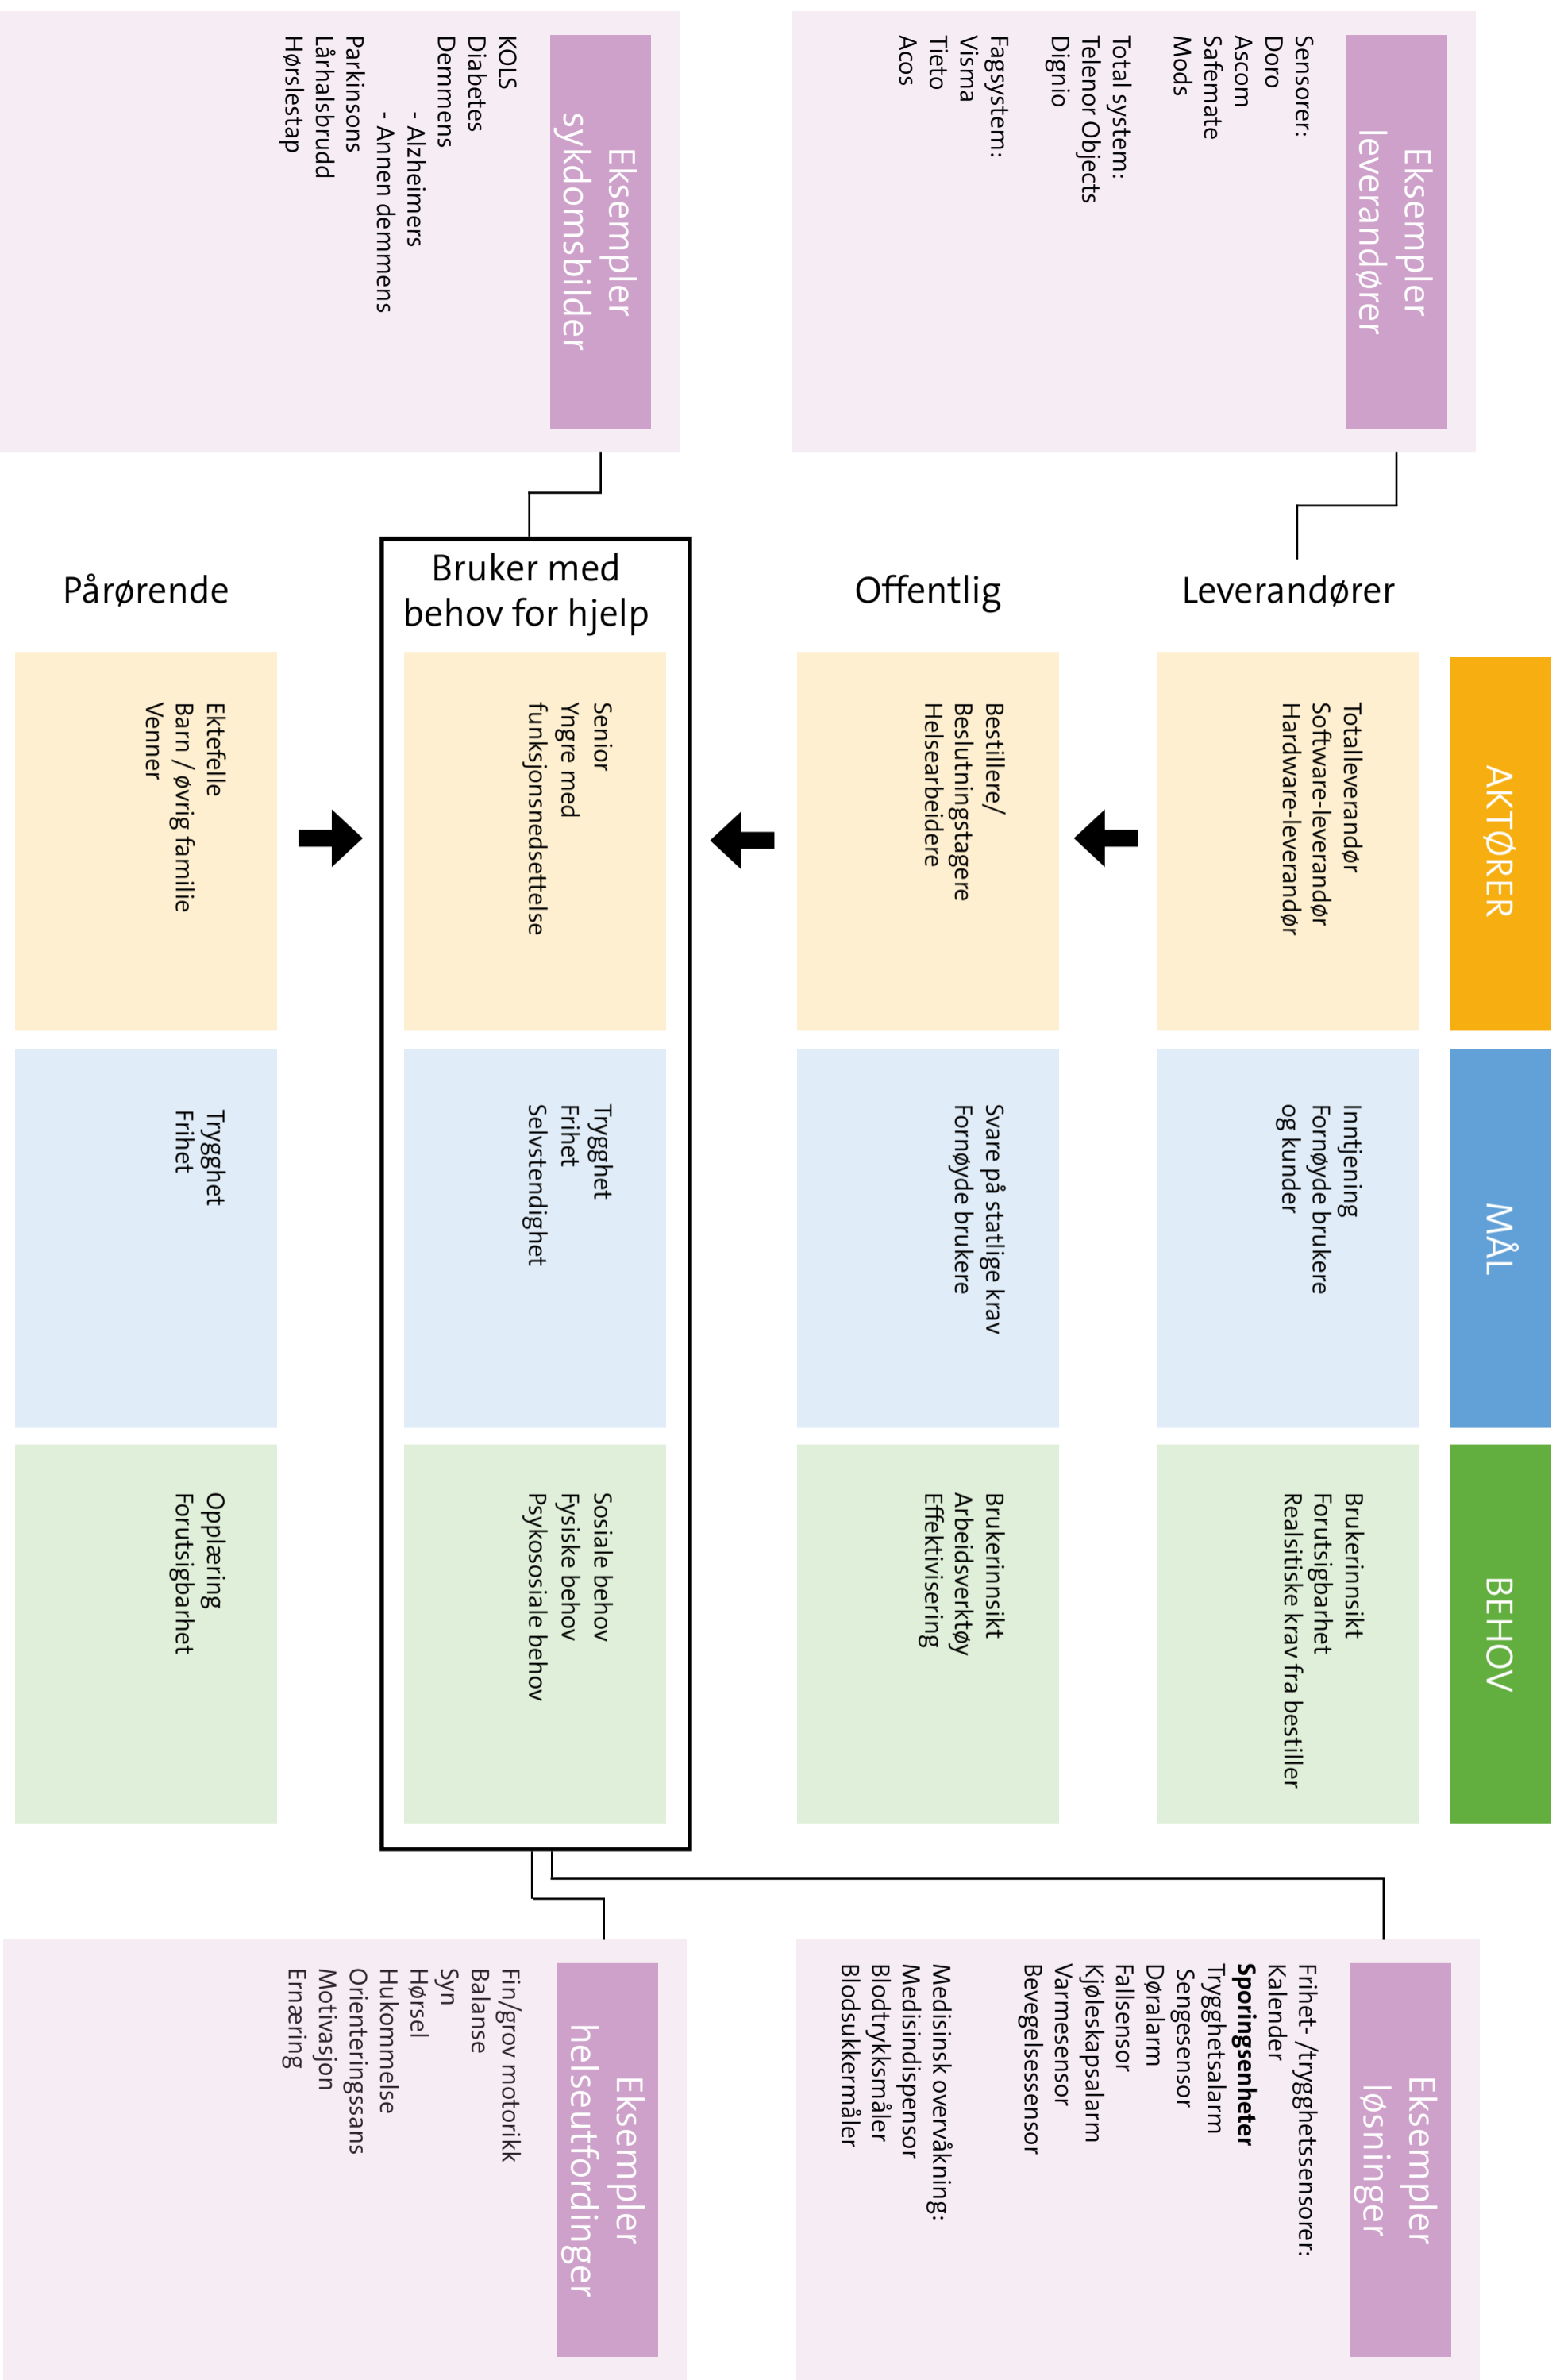 Eksempler
leverandører
Sensorer:
Doro
Ascom
Safemate
Mods
Total system:
Telenor Objects
Dignio
Fagsystem:
Visma
Tieto
Acos
Eksempler
sykdomsbilder
KOLS
Diabetes
Demmens
- Alzheimers
- Annen demmens
Parkinsons
Lårhalsbrudd
Hørslestap
AKTØRER
MÅL
BEHOV
Leverandører
Totalleverandør
Software-leverandør
Hardware-leverandør
Inntjening
Fornøyde brukere
og kunder
Brukerinnsikt
Forutsigbarhet
Realsitiske krav fra bestiller
Offentlig
Bestillere/
Beslutningstagere
Helsearbeidere
Svare på statlige krav
Fornøyde brukere
Brukerinnsikt
Arbeidsverktøy
Effektivisering
Bruker med
behov for hjelp
Senior
Yngre med
funksjonsnedsettelse
Trygghet
Frihet
Selvstendighet
Sosiale behov
Fysiske behov
Psykososiale behov
Pårørende
Ektefelle
Barn / øvrig familie
Venner
Trygghet
Frihet
Opplæring
Forutsigbarhet
Eksempler
løsninger
Frihet- /trygghetssensorer:
Kalender
Sporingsenheter
Trygghetsalarm
Sengesensor
Døralarm
Fallsensor
Kjøleskapsalarm
Varmesensor
Bevegelsessensor
Medisinsk overvåkning:
Medisindispensor
Blodtrykksmåler
Blodsukkermåler
Eksempler
helseutfordinger
Fin/grov motorikk
Balanse
Syn
Hørsel
Hukommelse
Orienteringssans
Motivasjon
Ernæring